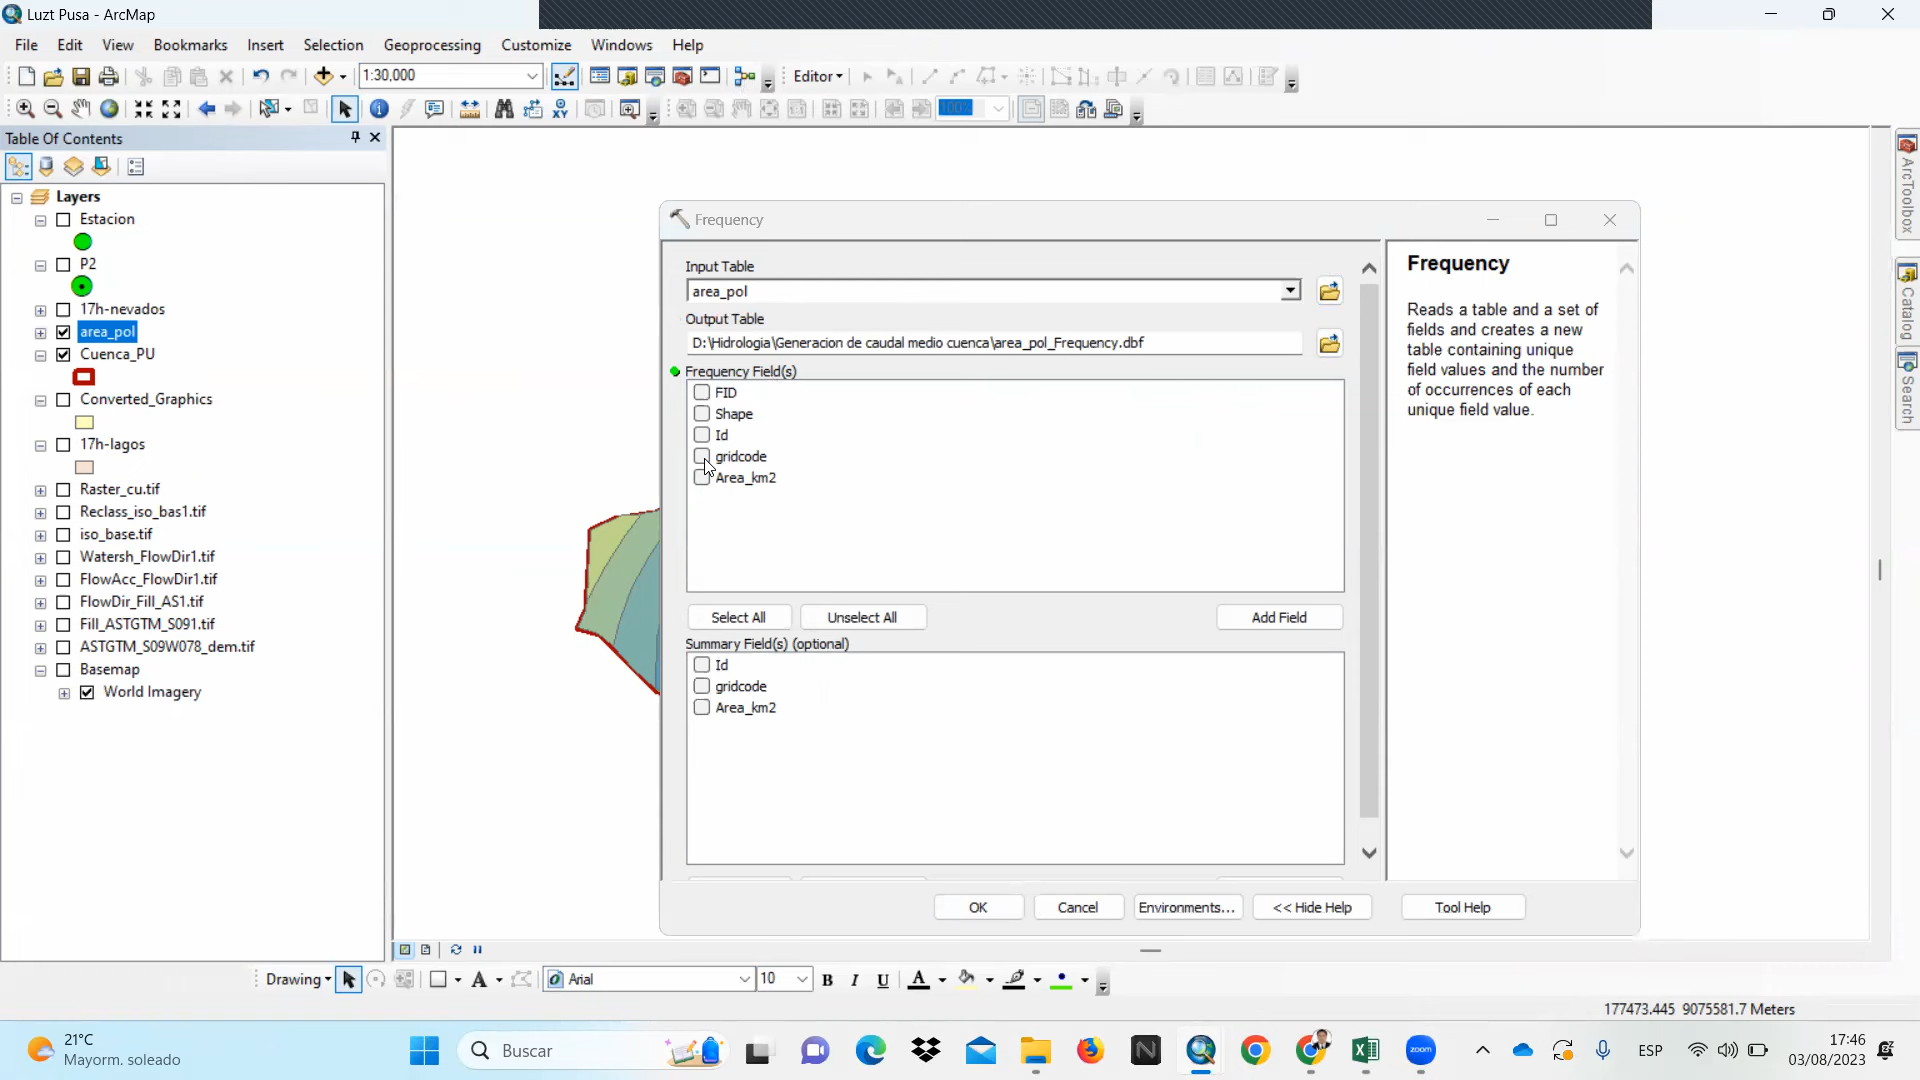 Luzt Pusa - ArcMap
File Edit View Bookmarks Insert Selection Geoprocessing Customize Windows Help
1:30,000
Editor
100%
Table Of Contents
Layers
Estacion
P2
17h-nevados
area_pol
Cuenca_PU
Converted_Graphics
17h-lagos
Raster_cu.tif
Reclass_iso_bas1.tif
iso_base.tif
Watersh_FlowDir1.tif
FlowAcc_FlowDir1.tif
FlowDir_Fill_AS1.tif
Fill_ASTGTM_S091.tif
ASTGTM_S09W078_dem.tif
Basemap
World Imagery
Frequency
Input Table
area_pol
Output Table
D:\Hidrologia\Generacion de caudal medio cuenca\area_pol_Frequency.dbf
Frequency Field(s)
FID
Shape
Id
gridcode
Area_km2
Select All Unselect All Add Field
Summary Field(s) (optional)
Id
gridcode
Area_km2
OK Cancel Environments... << Hide Help Tool Help
Frequency
Reads a table and a set of
fields and creates a new
table containing unique
field values and the number
of occurrences of each
unique field value.
ArcToolbox
Catalog
Search
Drawing
Arial
10
B I U A
177473.445 9075581.7 Meters
21°C
Mayorm. soleado
Buscar
zoom
ESP
17:46
03/08/2023